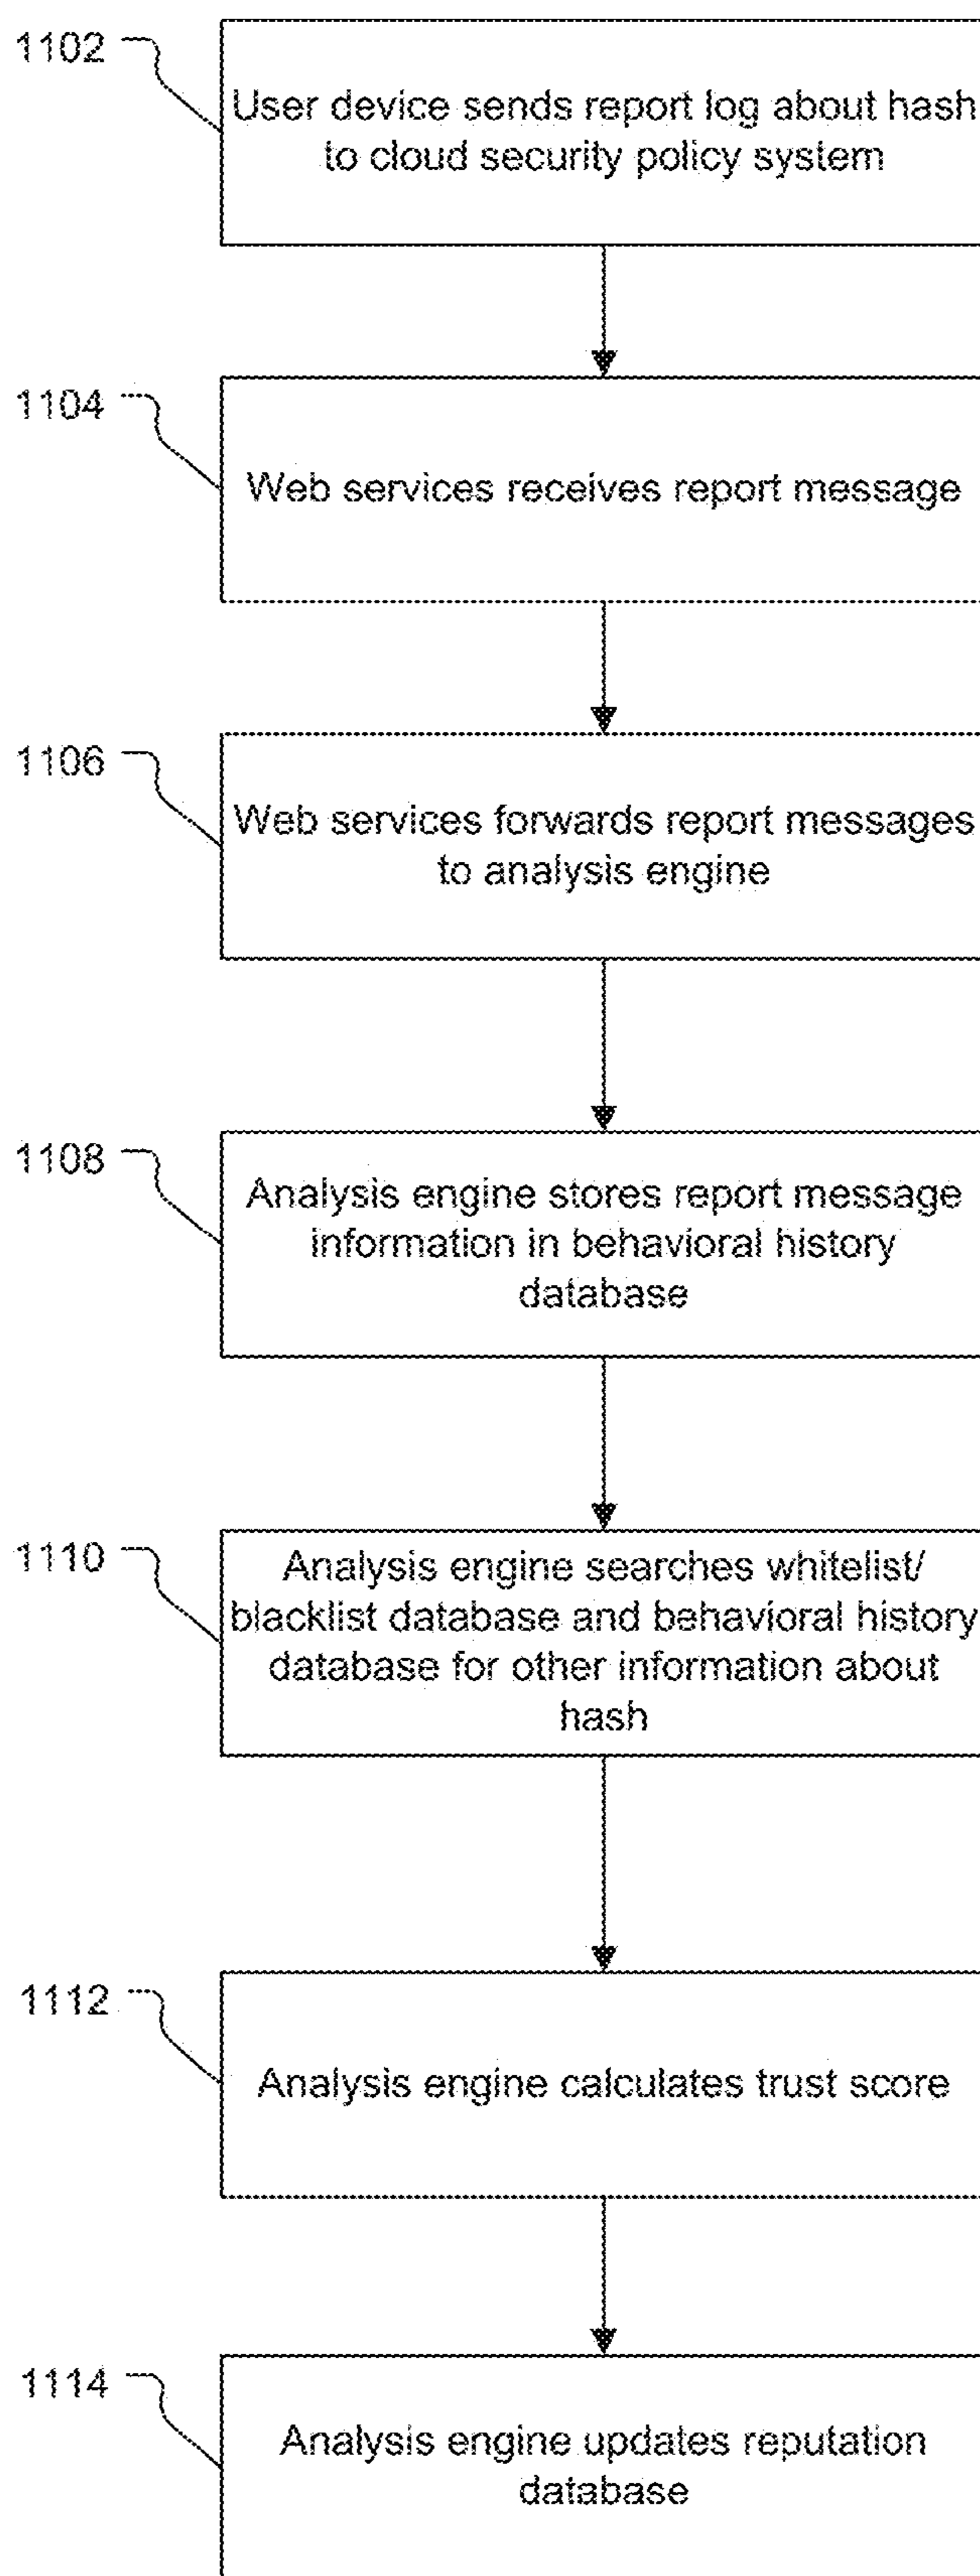 1102
User device sends report log about hash
to cloud security policy system
1104
Web services receives report message
1106
Web services forwards report messages
to analysis engine
1108
Analysis engine stores report message
information in behavioral history
database
1110
Analysis engine searches whitelist/
blacklist database and behavioral history
database for other information about
hash
1112
Analysis engine calculates trust score
1114
Analysis engine updates reputation
database